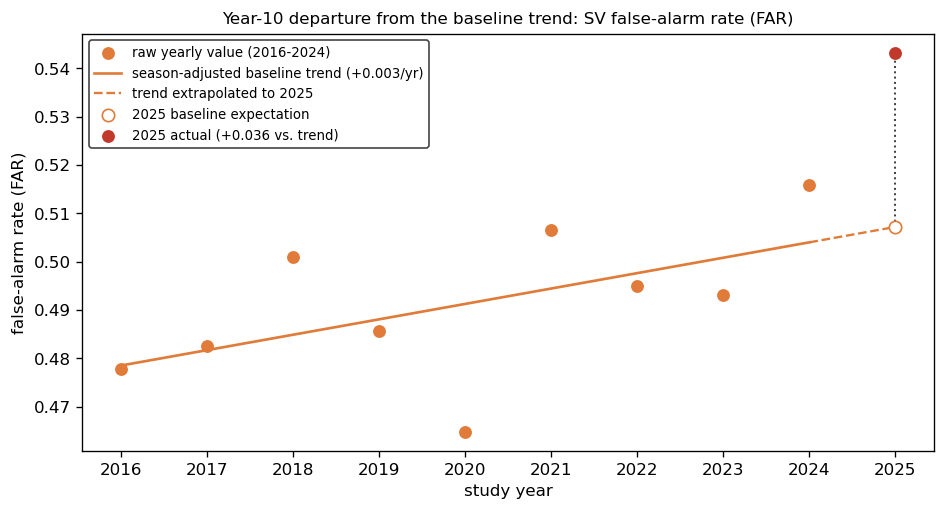 Year-10 departure from the baseline trend: SV false-alarm rate (FAR)
raw yearly value (2016-2024)
season-adjusted baseline trend (+0.003/yr)
trend extrapolated to 2025
2025 baseline expectation
2025 actual (+0.036 vs. trend)
false-alarm rate (FAR)
0.54
0.53
0.52
0.51
0.50
0.49
0.48
0.47
2016 2017 2018 2019 2020 2021 2022 2023 2024 2025
study year